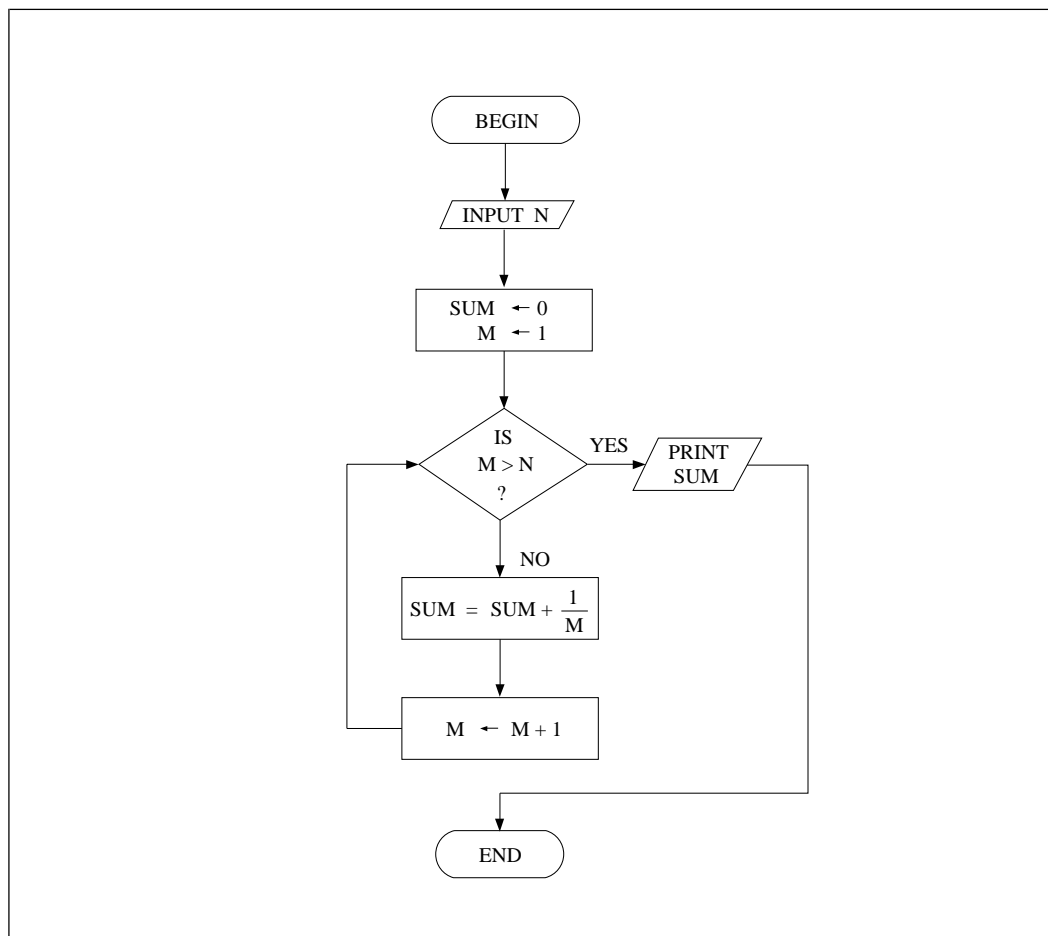 BEGIN
INPUT N
SUM ← 0
M ← 1
IS
M > N
?
YES
PRINT
SUM
NO
SUM = SUM + 1/M
M ← M + 1
END